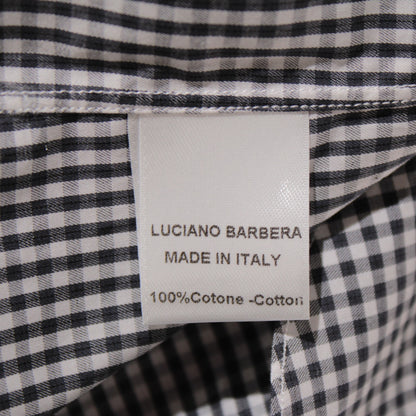 LUCIANO BARBERA
MADE IN ITALY
100%Cotone -Cotton